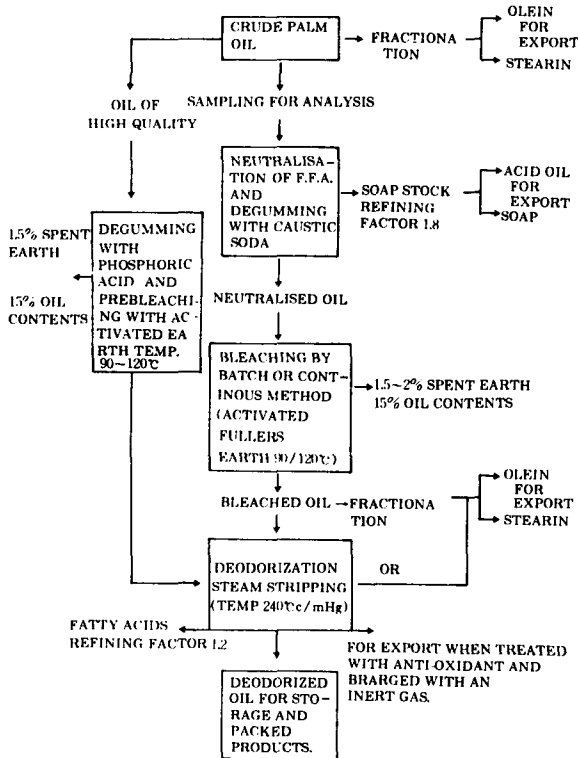 CRUDE PALM
OIL
FRACTIONA
TION
OLEIN
FOR
EXPORT
STEARIN
OIL OF
HIGH QUALITY
SAMPLING FOR ANALYSIS
NEUTRALISA-
TION OF F.F.A.
AND
DEGUMMING
WITH CAUSTIC
SODA
SOAP STOCK
REFINING
FACTOR 1.8
ACID OIL
FOR
EXPORT
SOAP
1.5% SPENT
EARTH
15% OIL
CONTENTS
DEGUMMING
WITH
PHOSPHORIC
ACID AND
PREBLEACHI-
NG WITH AC-
TIVATED EA
RTH TEMP.
90~120℃
NEUTRALISED OIL
BLEACHING BY
BATCH OR CONT-
INOUS METHOD
(ACTIVATED
FULLERS
EARTH 90/120℃)
1.5~2% SPENT EARTH
15% OIL CONTENTS
BLEACHED OIL
FRACTIONA
TION
OLEIN
FOR
EXPORT
STEARIN
DEODORIZATION
STEAM STRIPPING
(TEMP 240℃c/mHg)
OR
FATTY ACIDS
REFINING FACTOR 1.2
FOR EXPORT WHEN TREATED
WITH ANTI-OXIDANT AND
BRARGED WITH AN
INERT GAS.
DEODORIZED
OIL FOR STO-
RAGE AND
PACKED
PRODUCTS.